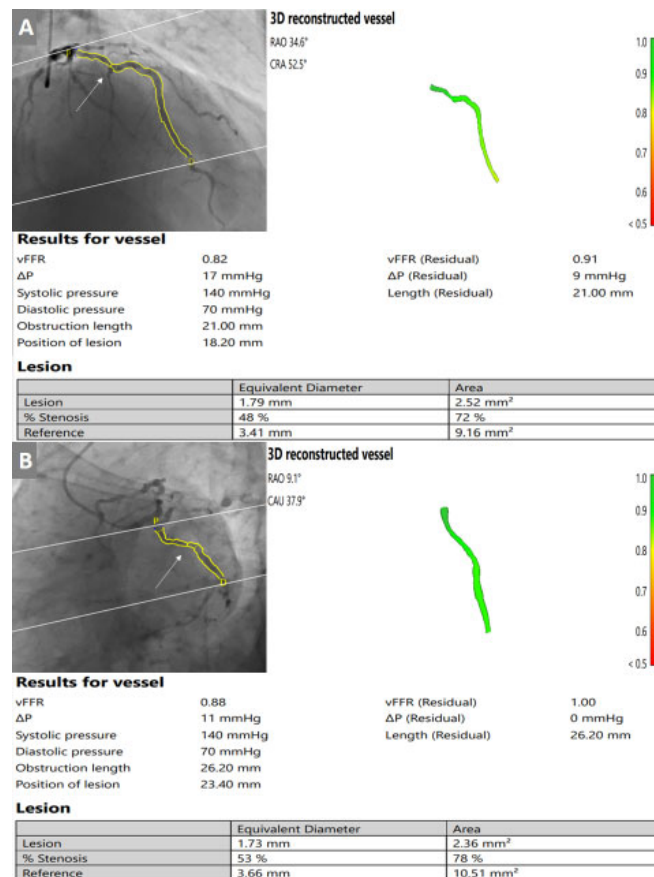 A
3D reconstructed vessel
RAO 34.6°
CRA 52.5°
1.0
0.9
0.8
0.7
0.6
< 0.5
Results for vessel
vFFR 0.82 vFFR (Residual) 0.91
ΔP 17 mmHg ΔP (Residual) 9 mmHg
Systolic pressure 140 mmHg Length (Residual) 21.00 mm
Diastolic pressure 70 mmHg
Obstruction length 21.00 mm
Position of lesion 18.20 mm
Lesion
Equivalent Diameter Area
Lesion 1.79 mm 2.52 mm²
% Stenosis 48 % 72 %
Reference 3.41 mm 9.16 mm²
B
3D reconstructed vessel
RAO 9.1°
CAU 37.9°
1.0
0.9
0.8
0.7
0.6
< 0.5
P
D
Results for vessel
vFFR 0.88 vFFR (Residual) 1.00
ΔP 11 mmHg ΔP (Residual) 0 mmHg
Systolic pressure 140 mmHg Length (Residual) 26.20 mm
Diastolic pressure 70 mmHg
Obstruction length 26.20 mm
Position of lesion 23.40 mm
Lesion
Equivalent Diameter Area
Lesion 1.73 mm 2.36 mm²
% Stenosis 53 % 78 %
Reference 3.66 mm 10.51 mm²